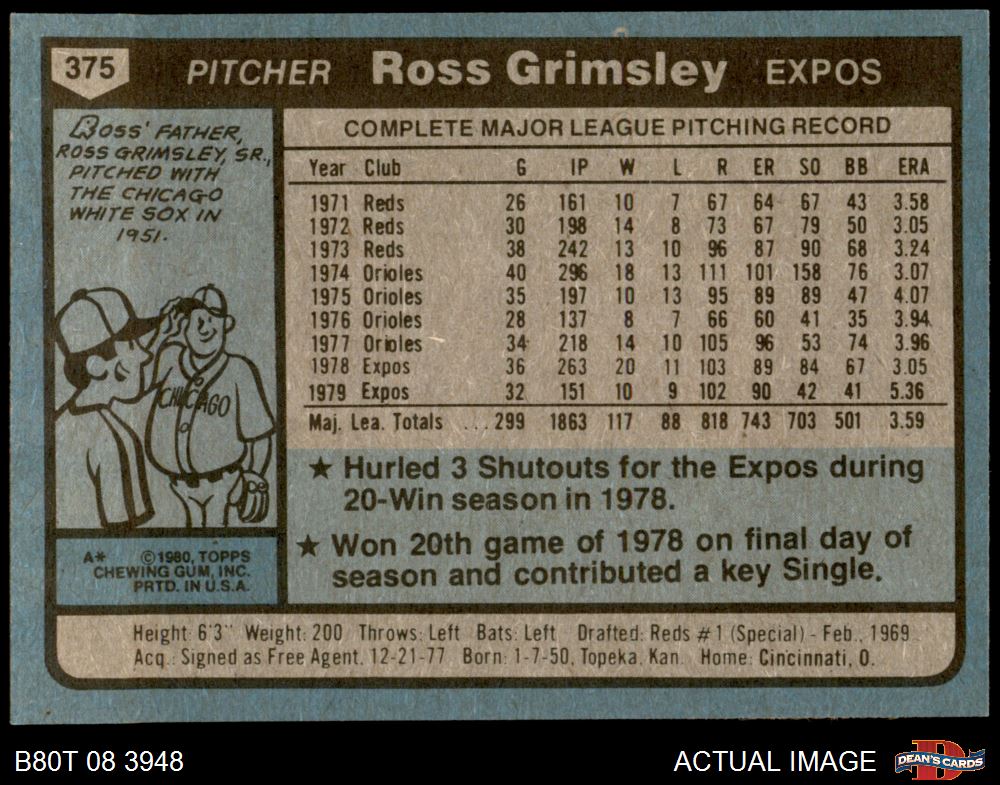 375 PITCHER Ross Grimsley EXPOS
ROSS' FATHER,
ROSS GRIMSLEY, SR.,
PITCHED WITH
THE CHICAGO
WHITE SOX IN
1951.
CHICAGO
A* ©1980, TOPPS
CHEWING GUM, INC.
PRTD. IN U.S.A.
COMPLETE MAJOR LEAGUE PITCHING RECORD
Year Club G IP W L R ER SO BB ERA
1971 Reds 26 161 10 7 67 64 67 43 3.58
1972 Reds 30 198 14 8 73 67 79 50 3.05
1973 Reds 38 242 13 10 96 87 90 68 3.24
1974 Orioles 40 296 18 13 111 101 158 76 3.07
1975 Orioles 35 197 10 13 95 89 89 47 4.07
1976 Orioles 28 137 8 7 66 60 41 35 3.94
1977 Orioles 34 218 14 10 105 96 53 74 3.96
1978 Expos 36 263 20 11 103 89 84 67 3.05
1979 Expos 32 151 10 9 102 90 42 41 5.36
Maj. Lea. Totals ... 299 1863 117 88 818 743 703 501 3.59
★ Hurled 3 Shutouts for the Expos during
20-Win season in 1978.
★ Won 20th game of 1978 on final day of
season and contributed a key Single.
Height: 6'3" Weight: 200 Throws: Left Bats: Left Drafted: Reds #1 (Special) - Feb., 1969
Acq.: Signed as Free Agent, 12-21-77 Born: 1-7-50, Topeka, Kan. Home: Cincinnati, O.
B80T 08 3948 ACTUAL IMAGE DEAN'S CARDS